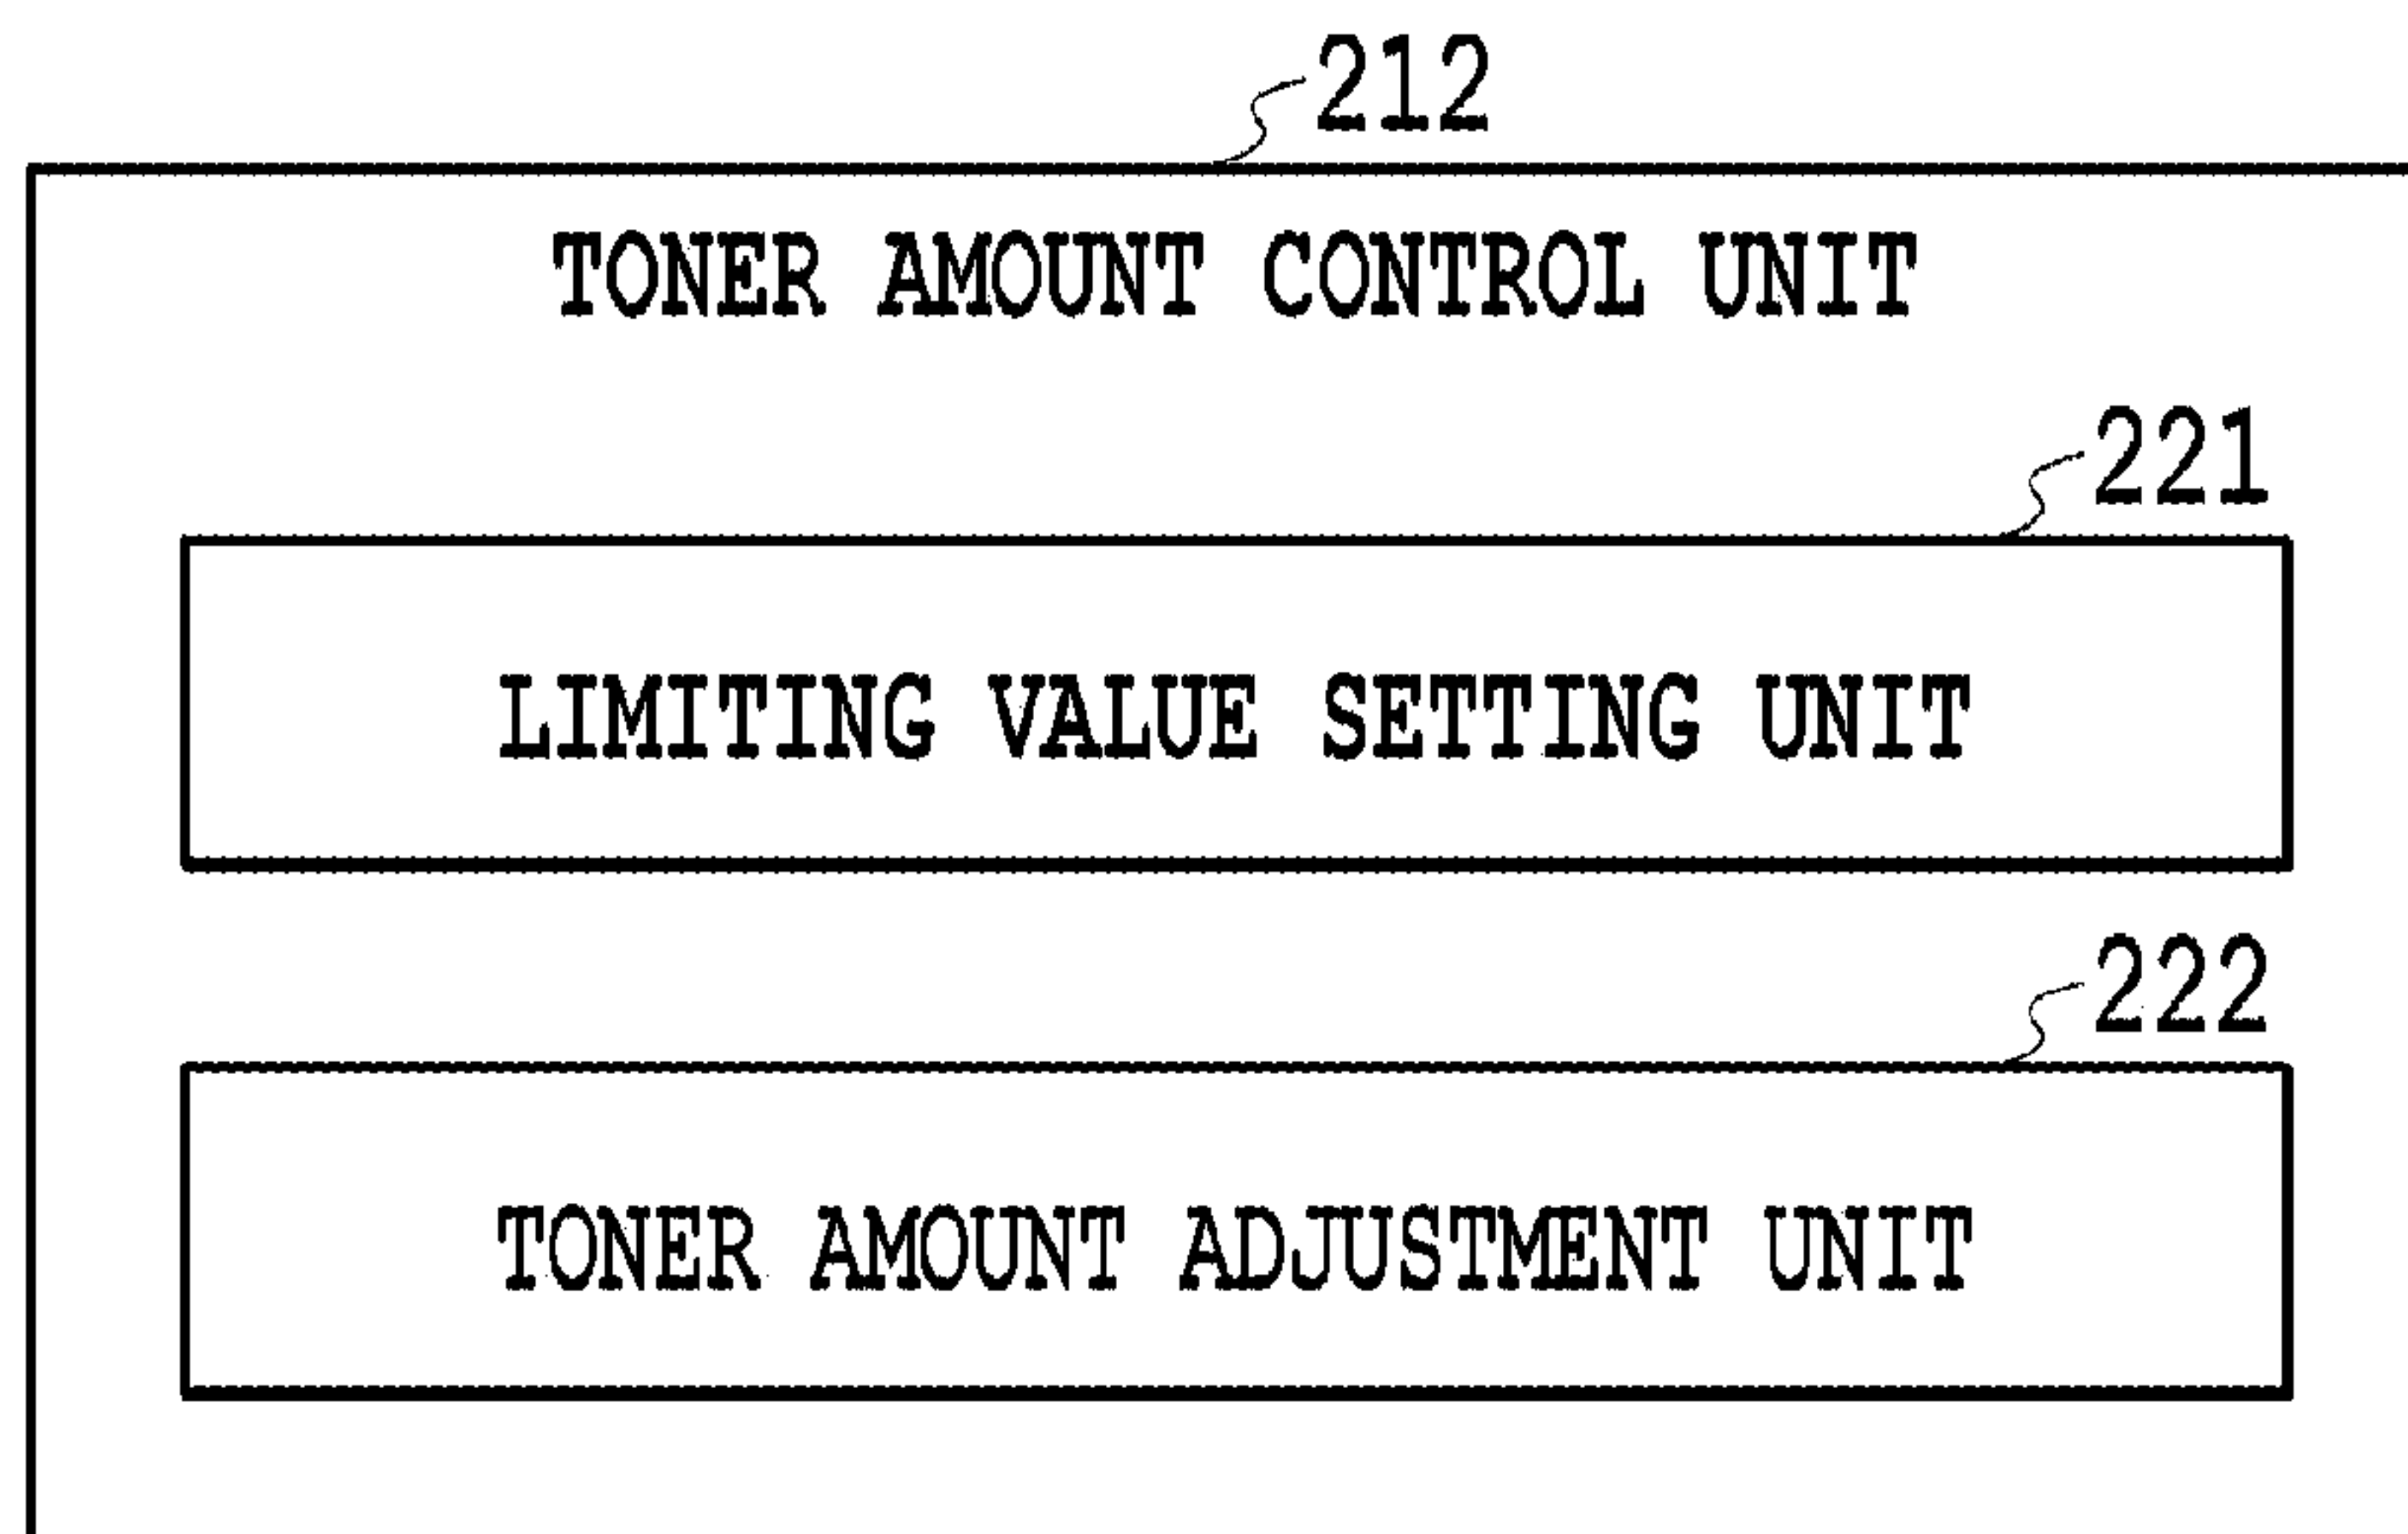 212
TONER AMOUNT CONTROL UNIT
221
LIMITING VALUE SETTING UNIT
222
TONER AMOUNT ADJUSTMENT UNIT